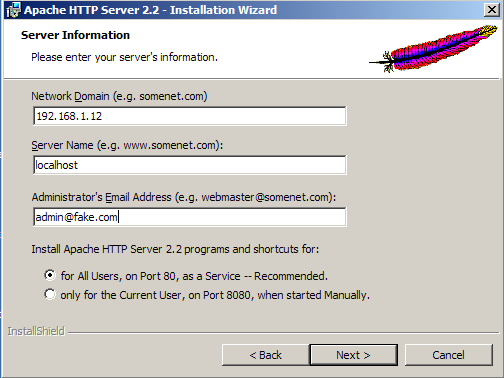 Apache HTTP Server 2.2 - Installation Wizard
Server Information
Please enter your server's information.
Network Domain (e.g. somenet.com)
192.168.1.12
Server Name (e.g. www.somenet.com):
localhost
Administrator's Email Address (e.g. webmaster@somenet.com):
admin@fake.com
Install Apache HTTP Server 2.2 programs and shortcuts for:
for All Users, on Port 80, as a Service -- Recommended.
only for the Current User, on Port 8080, when started Manually.
InstallShield
< Back Next > Cancel